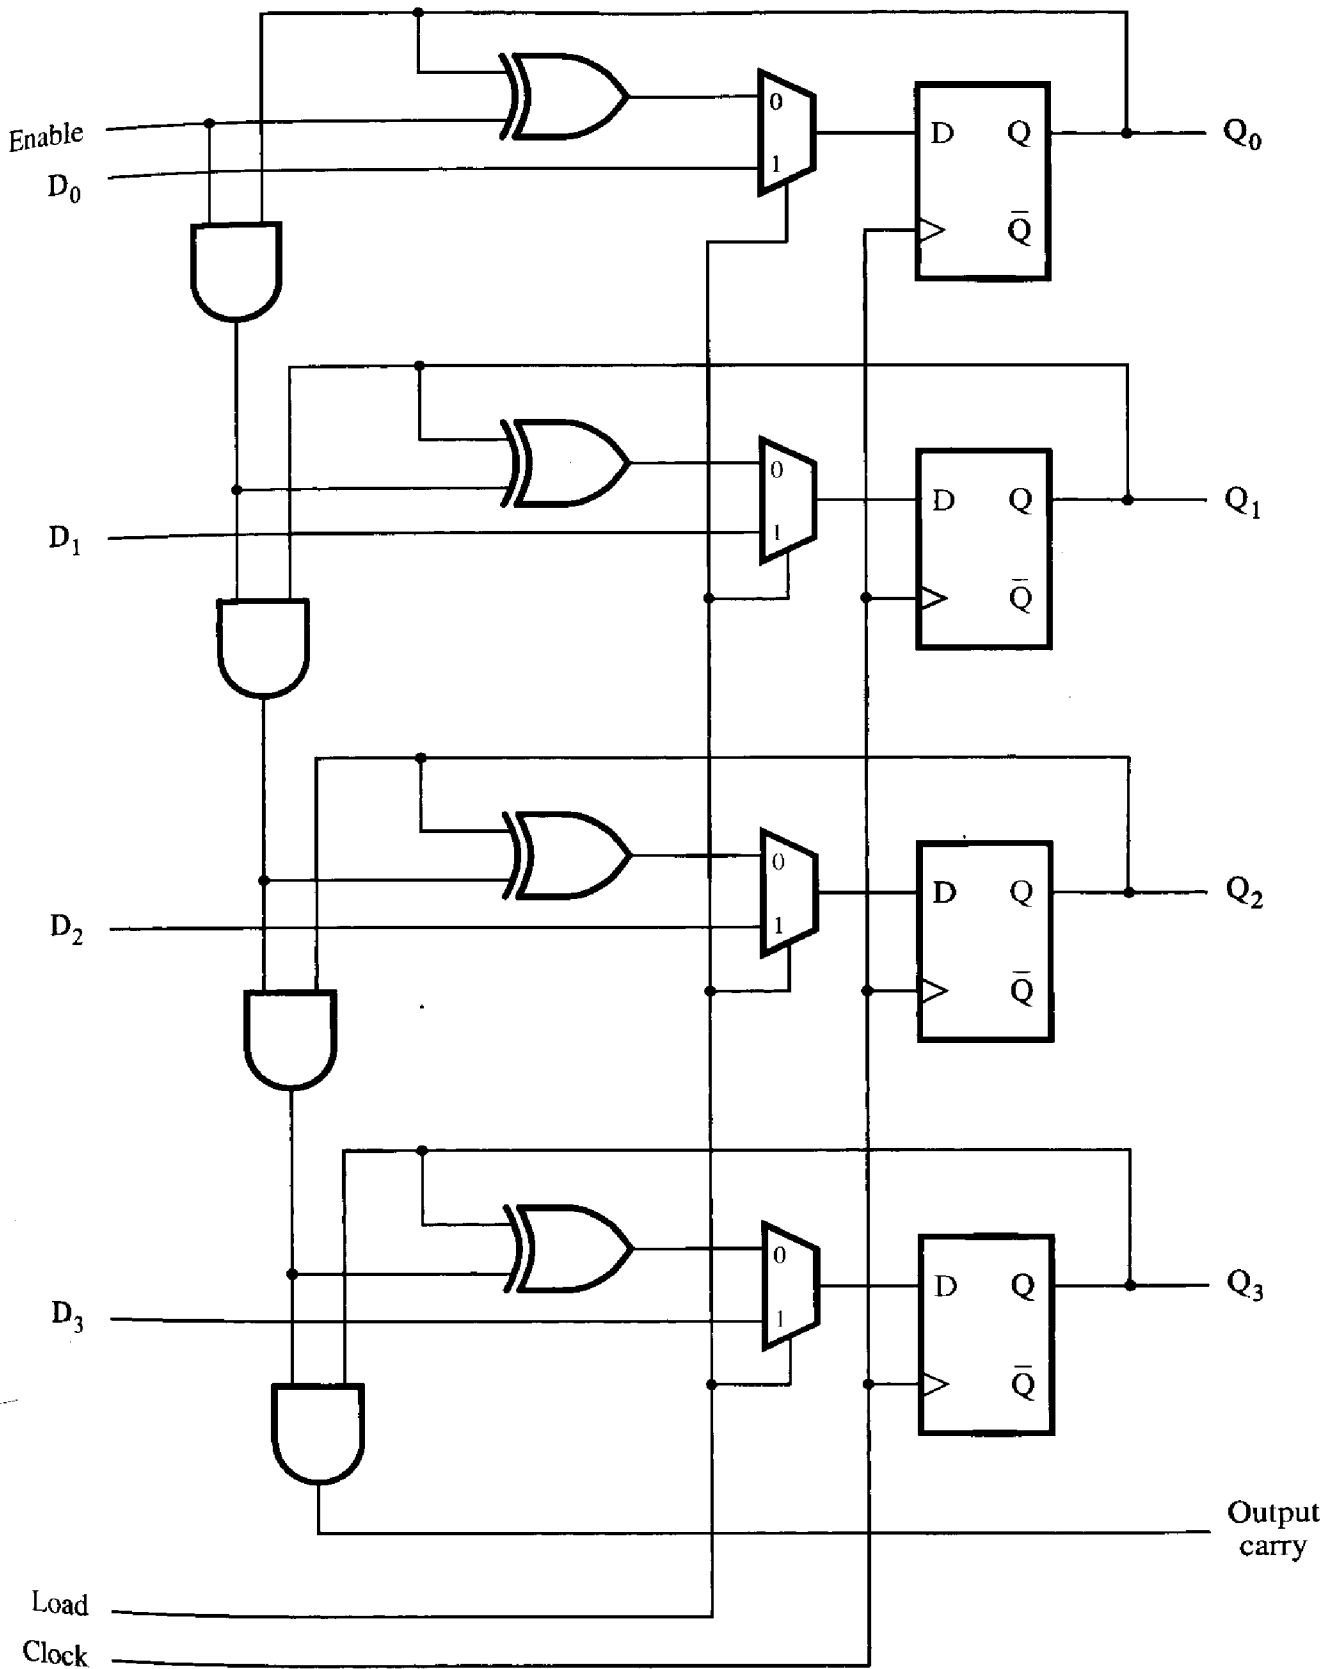 Enable
D0
0
1
D Q
Q̅
Q0
D1
0
1
D Q
Q̅
Q1
D2
0
1
D Q
Q̅
Q2
D3
0
1
D Q
Q̅
Q3
Output
carry
Load
Clock